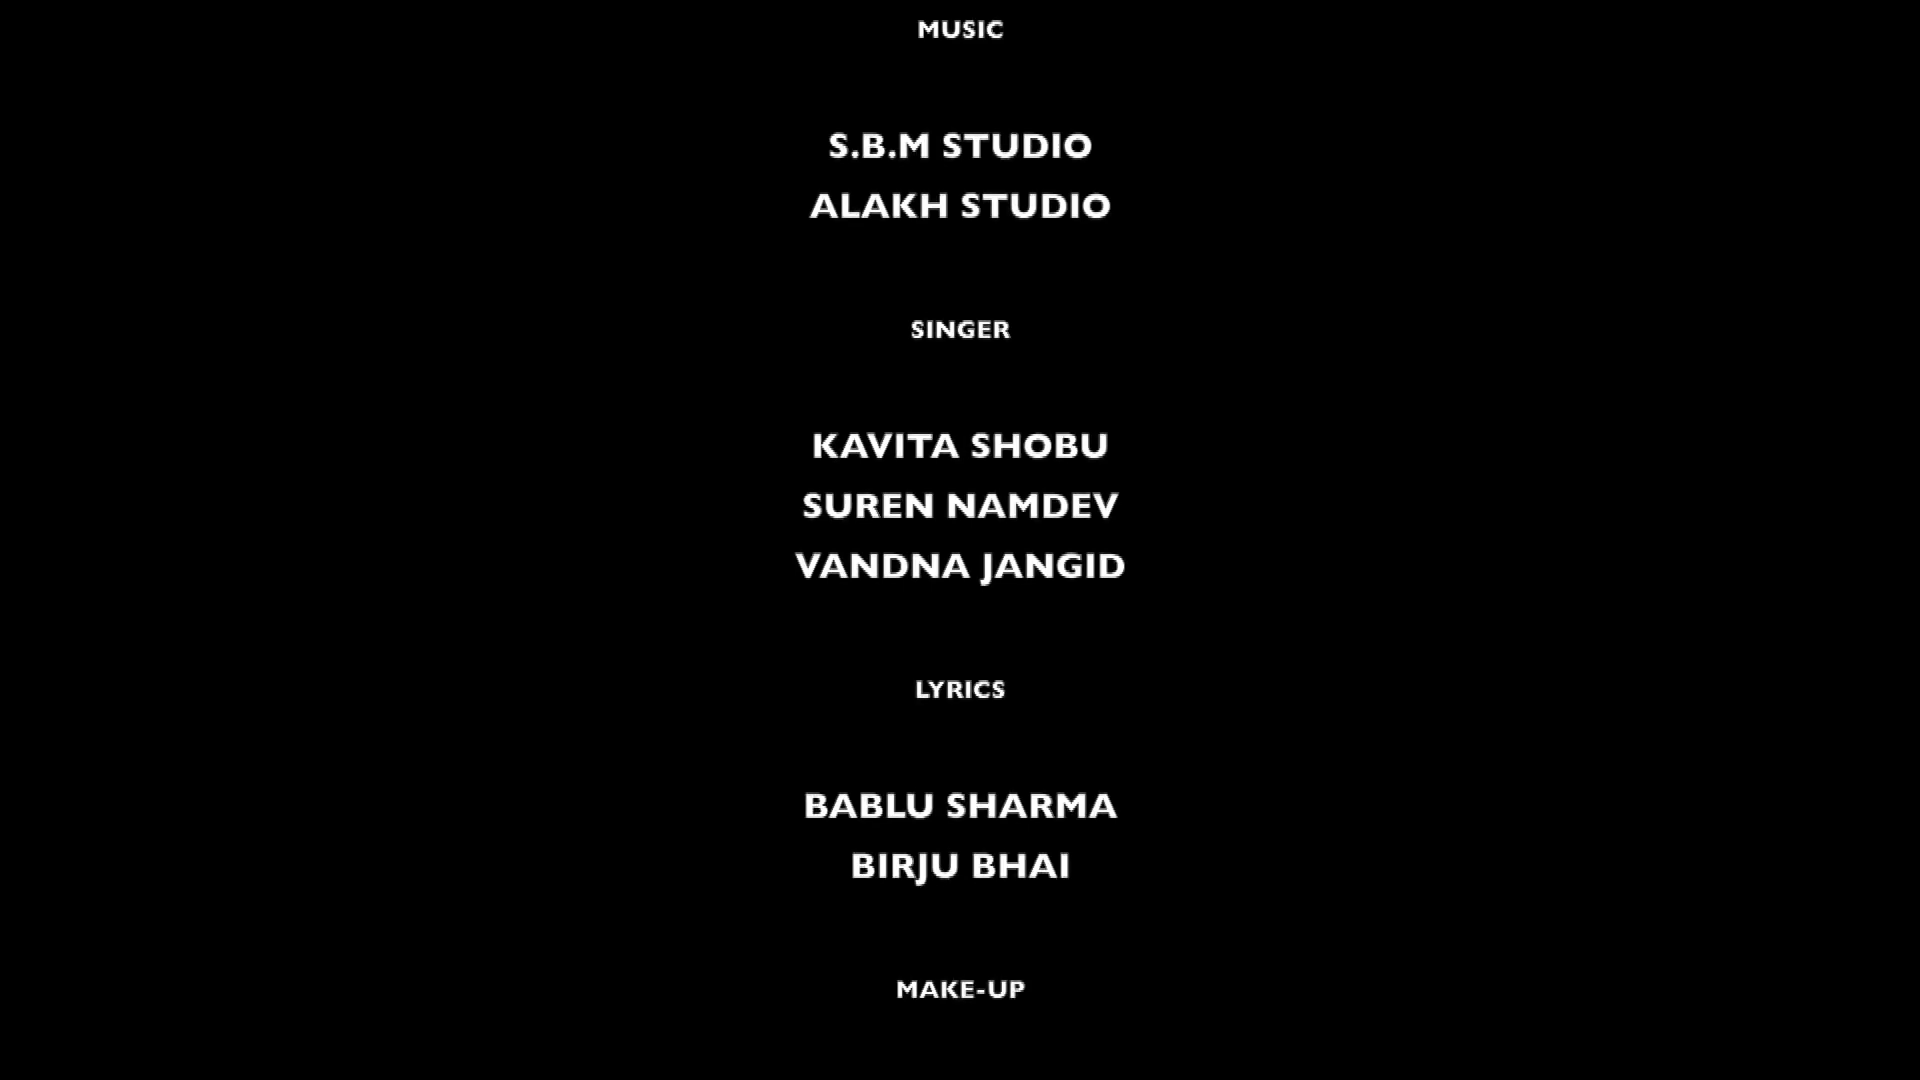 MUSIC
S.B.M STUDIO
ALAKH STUDIO
SINGER
KAVITA SHOBU
SUREN NAMDEV
VANDNA JANGID
LYRICS
BABLU SHARMA
BIRJU BHAI
MAKE-UP